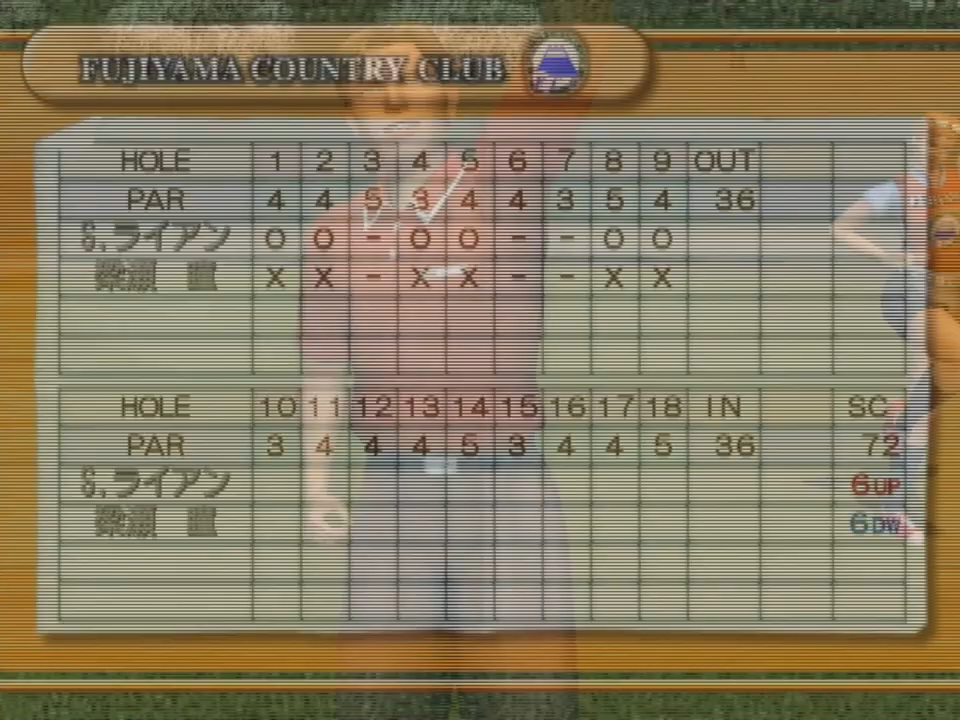 FUJIYAMA COUNTRY CLUB
HOLE 1 2 3 4 5 6 7 8 9 OUT
PAR 4 4 5 3 4 4 3 5 4 36
S.ライアン O O - O O - - O O
直 X X - X X - - X X
HOLE 10 11 12 13 14 15 16 17 18 IN SC
PAR 3 4 4 4 5 3 4 4 5 36 72
S.ライアン 6UP
直 6DW